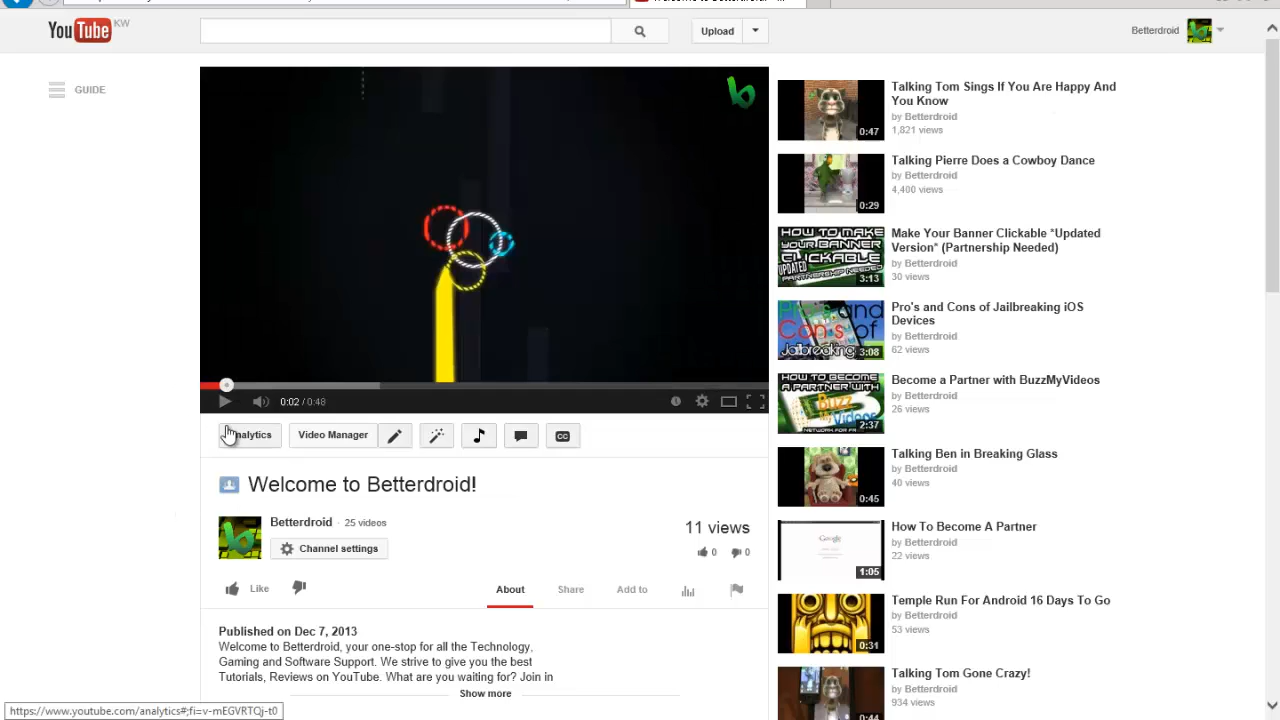 YouTube KW
Upload
Betterdroid
GUIDE
b
0:02 / 0:48
Analytics
Video Manager
CC
Welcome to Betterdroid!
Betterdroid · 25 videos
Channel settings
11 views
0
0
Like
About
Share
Add to
Published on Dec 7, 2013
Welcome to Betterdroid, your one-stop for all the Technology,
Gaming and Software Support. We strive to give you the best
Tutorials, Reviews on YouTube. What are you waiting for? Join in
Show more
https://www.youtube.com/analytics#;fi=v-mEGVRTQj-t0
0:47
Talking Tom Sings If You Are Happy And
You Know
by Betterdroid
1,821 views
0:29
Talking Pierre Does a Cowboy Dance
by Betterdroid
4,400 views
HOW TO MAKE
YOUR BANNER
CLICKABLE
UPDATED
PARTNERSHIP NEEDED
3:13
Make Your Banner Clickable *Updated
Version* (Partnership Needed)
by Betterdroid
30 views
Pro's and
Con's of
Jailbreaking
3:08
Pro's and Cons of Jailbreaking iOS
Devices
by Betterdroid
62 views
HOW TO BECOME
A PARTNER WITH
Buzz
My
Videos
NETWORK FOR
2:37
Become a Partner with BuzzMyVideos
by Betterdroid
26 views
0:45
Talking Ben in Breaking Glass
by Betterdroid
40 views
Google
1:05
How To Become A Partner
by Betterdroid
22 views
0:31
Temple Run For Android 16 Days To Go
by Betterdroid
53 views
0:44
Talking Tom Gone Crazy!
by Betterdroid
934 views